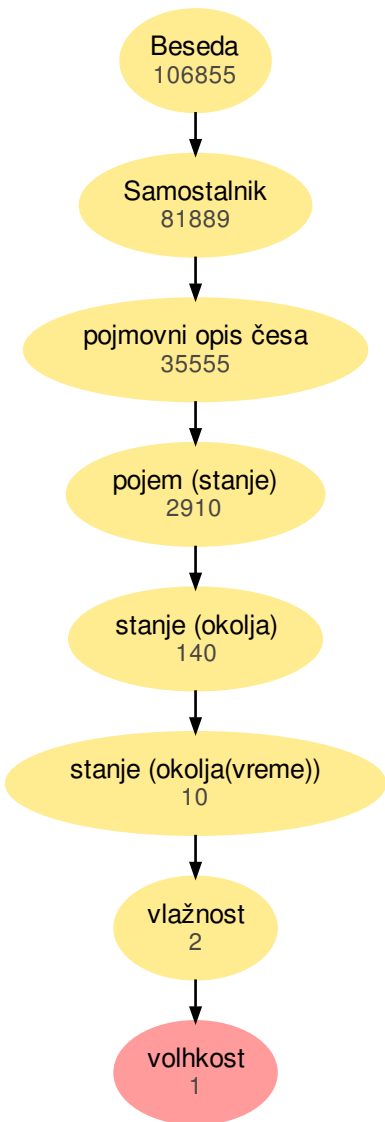 Beseda
106855
Samostalnik
81889
pojmovni opis česa
35555
pojem (stanje)
2910
stanje (okolja)
140
stanje (okolja(vreme))
10
vlažnost
2
volhkost
1